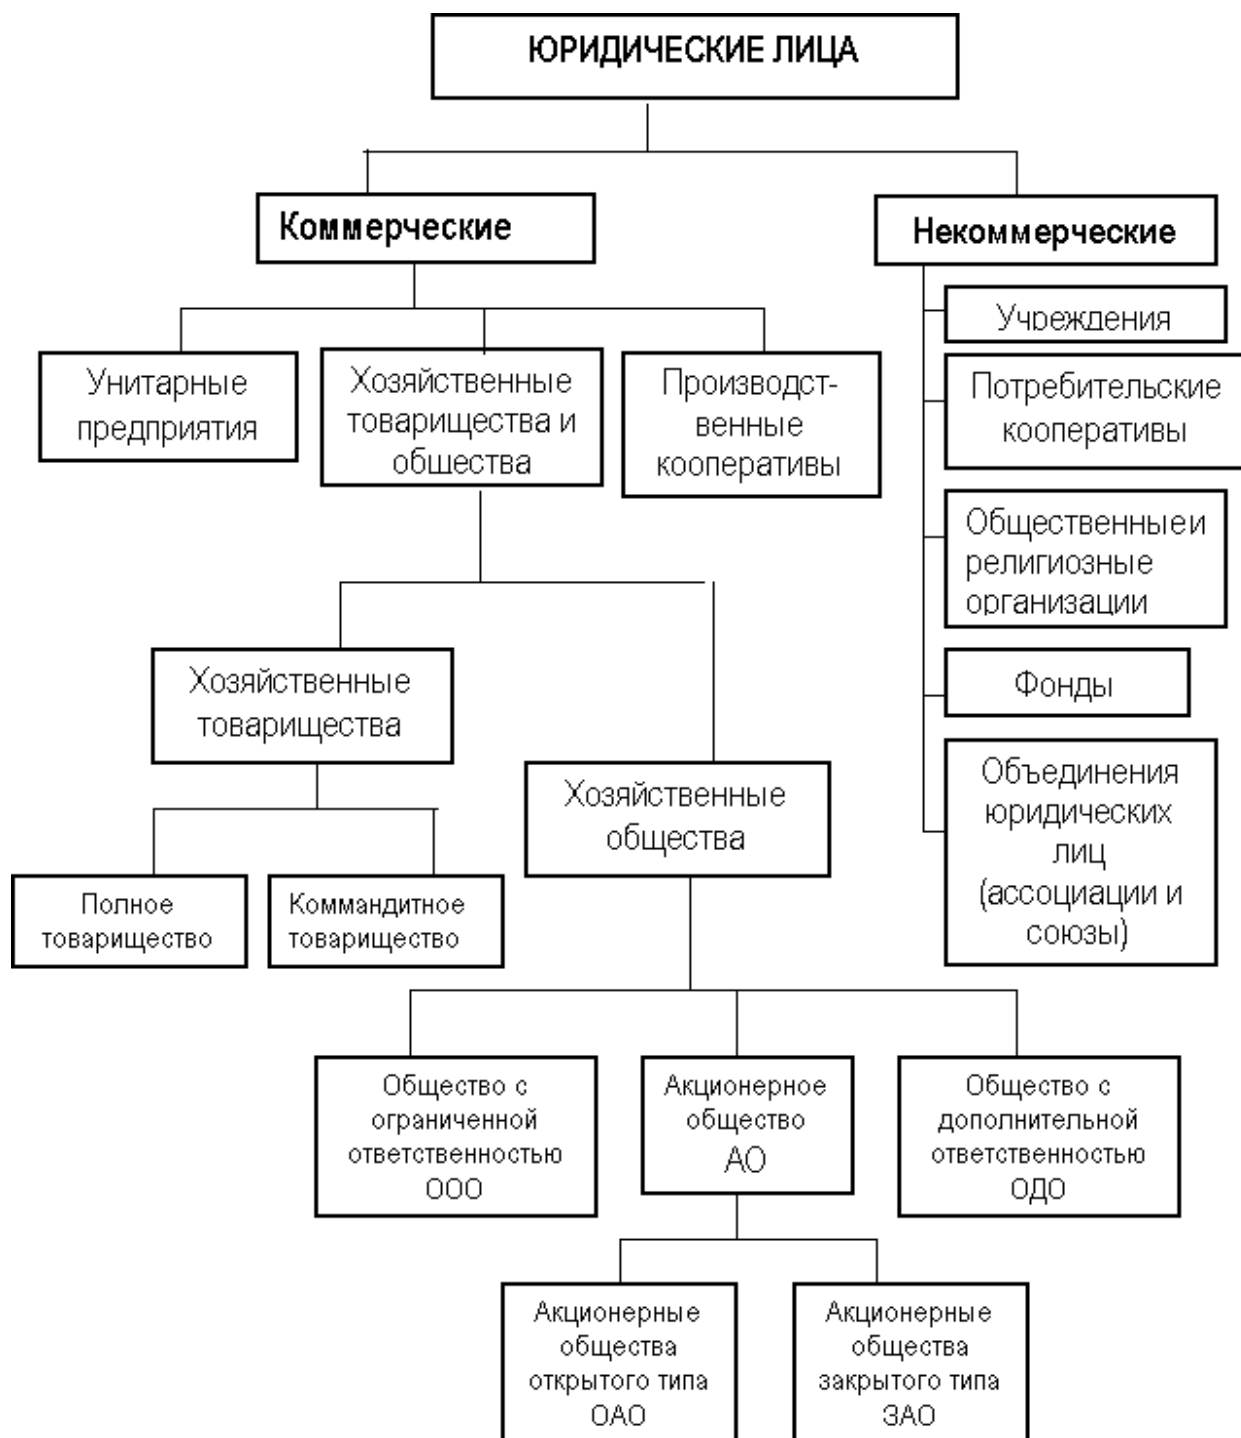 ЮРИДИЧЕСКИЕ ЛИЦА
Коммерческие
Некоммерческие
Унитарные
предприятия
Хозяйственные
товарищества и
общества
Производст-
венные
кооперативы
Учреждения
Потребительские
кооперативы
Общественные и
религиозные
организации
Фонды
Объединения
юридических
лиц
(ассоциации и
союзы)
Хозяйственные
товарищества
Хозяйственные
общества
Полное
товарищество
Коммандитное
товарищество
Общество с
ограниченной
ответственностью
ООО
Акционерное
общество
АО
Общество с
дополнительной
ответственностью
ОДО
Акционерные
общества
открытого типа
ОАО
Акционерные
общества
закрытого типа
ЗАО